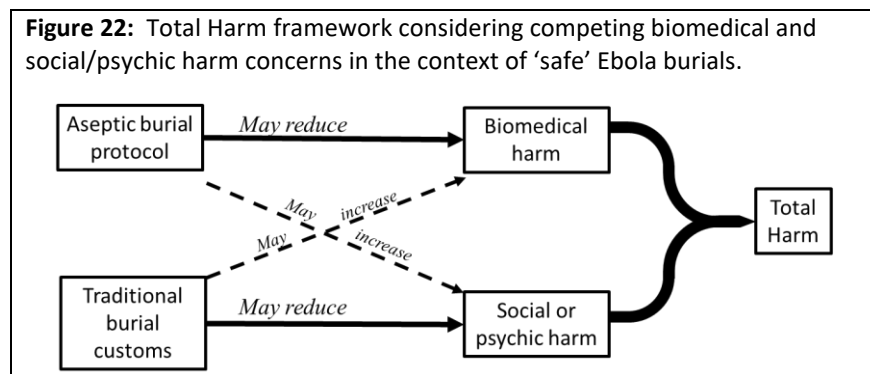 Figure 22: Total Harm framework considering competing biomedical and
social/psychic harm concerns in the context of ‘safe’ Ebola burials.
Aseptic burial
protocol
May reduce
Biomedical
harm
May increase
May increase
Total
Harm
Traditional
burial
customs
May reduce
Social or
psychic harm